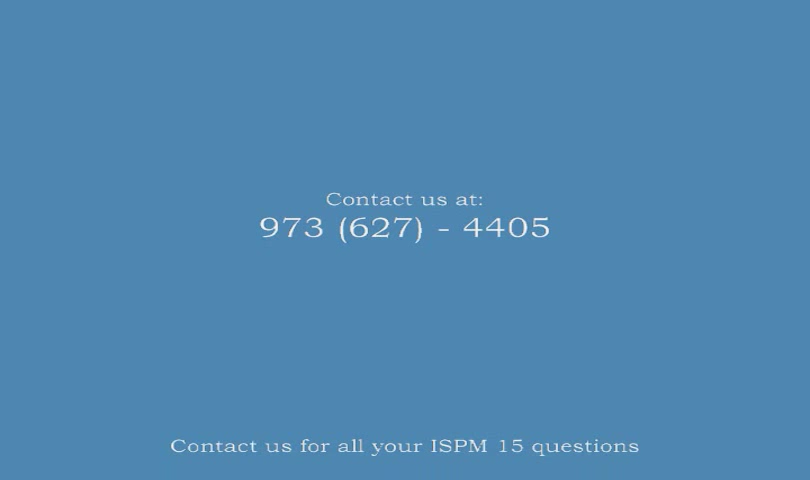 Contact us at:
973 (627) - 4405
Contact us for all your ISPM 15 questions